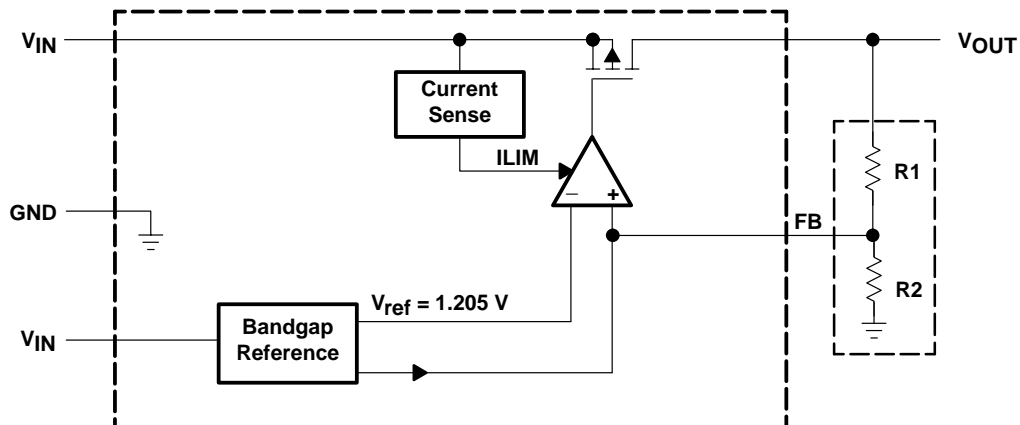 VIN
VOUT
Current
Sense
ILIM
R1
– +
GND
FB
R2
Vref = 1.205 V
VIN
Bandgap
Reference